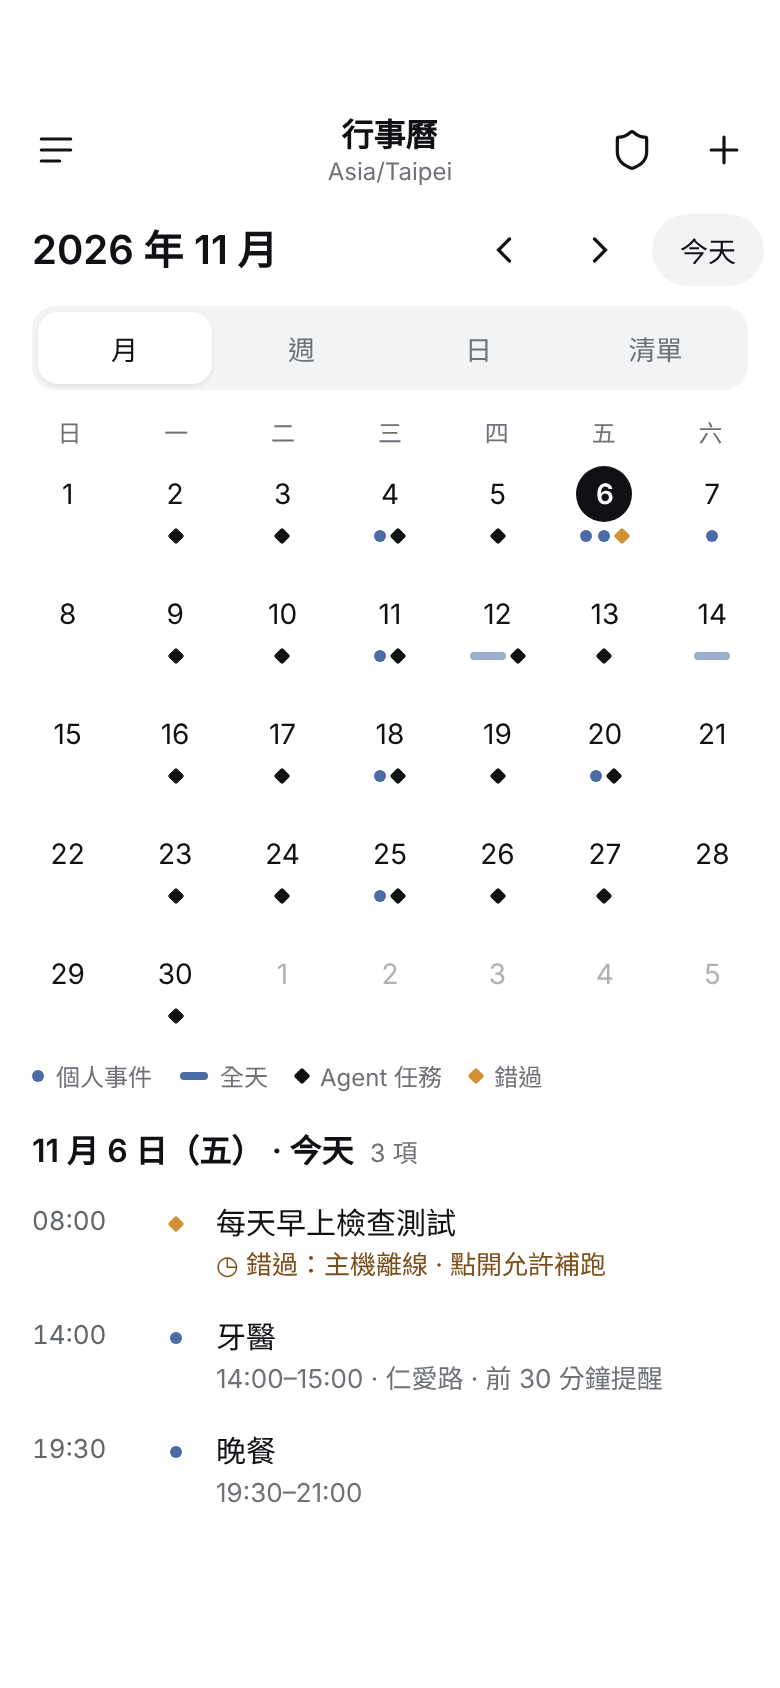 行事曆
Asia/Taipei
2026 年 11 月
今天
月 週 日 清單
日 一 二 三 四 五 六
1 2 3 4 5 6 7
8 9 10 11 12 13 14
15 16 17 18 19 20 21
22 23 24 25 26 27 28
29 30 1 2 3 4 5
個人事件 全天 Agent 任務 錯過
11 月 6 日（五） · 今天 3 項
08:00 每天早上檢查測試
錯過：主機離線 · 點開允許補跑
14:00 牙醫
14:00–15:00 · 仁愛路 · 前 30 分鐘提醒
19:30 晚餐
19:30–21:00